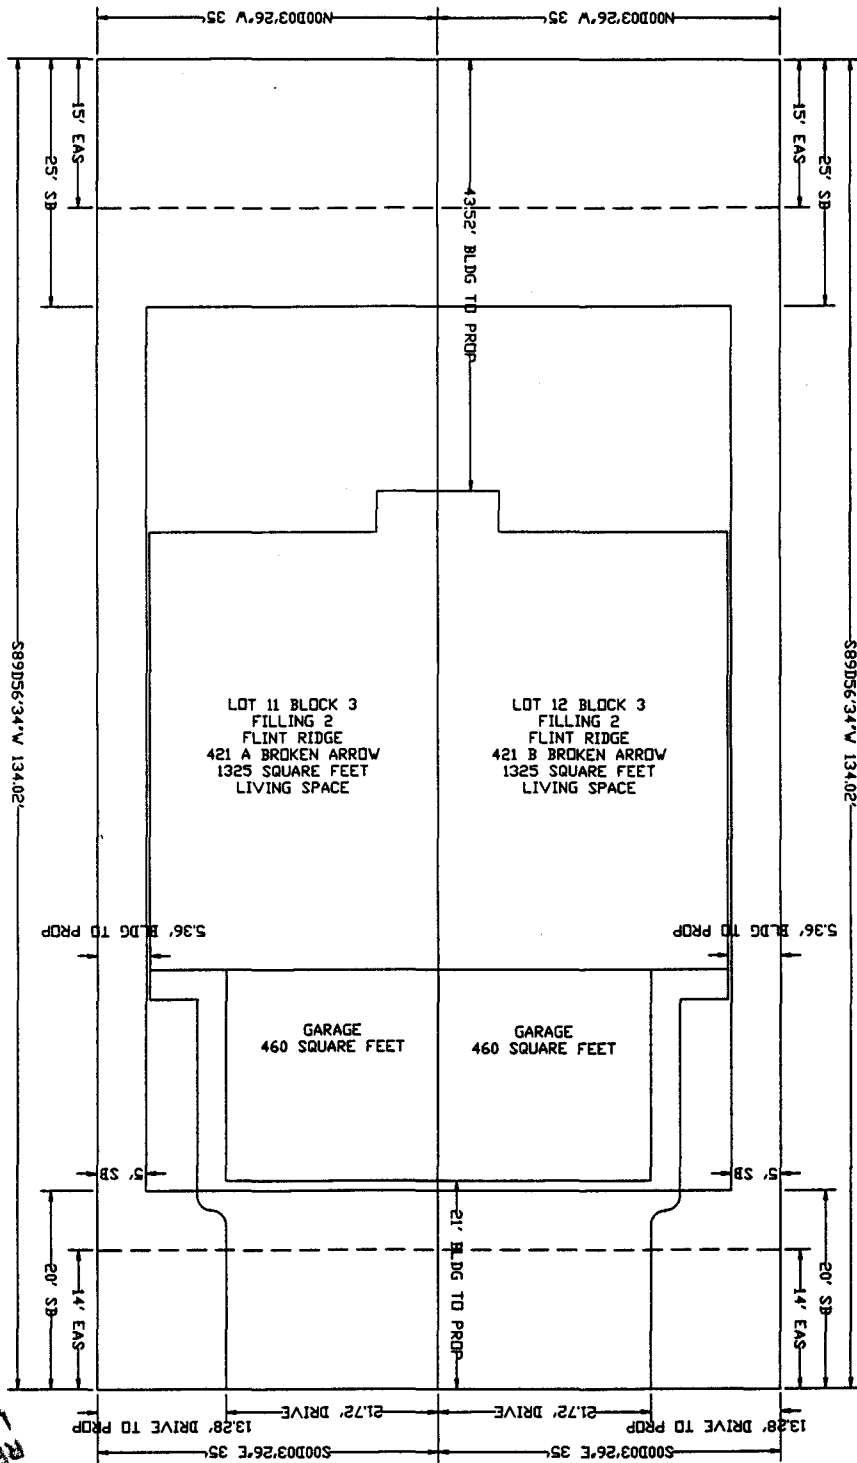 N00D03'26"W 35'
N00D03'26"W 35'
15' EAS
25' SB
15' EAS
25' SB
43.52' BLDG TO PROP
S89D56'34"W 134.02'
S89D56'34"W 134.02'
LOT 11 BLOCK 3
FILLING 2
FLINT RIDGE
421 A BROKEN ARROW
1325 SQUARE FEET
LIVING SPACE
LOT 12 BLOCK 3
FILLING 2
FLINT RIDGE
421 B BROKEN ARROW
1325 SQUARE FEET
LIVING SPACE
5.36' BLDG TO PROP
5.36' BLDG TO PROP
GARAGE
460 SQUARE FEET
GARAGE
460 SQUARE FEET
5' SB
5' SB
21' BLDG TO PROP
20' SB
14' EAS
20' SB
14' EAS
13.28' DRIVE TO PROP
21.72' DRIVE
21.72' DRIVE
13.28' DRIVE TO PROP
S00D03'26"E 35'
S00D03'26"E 35'